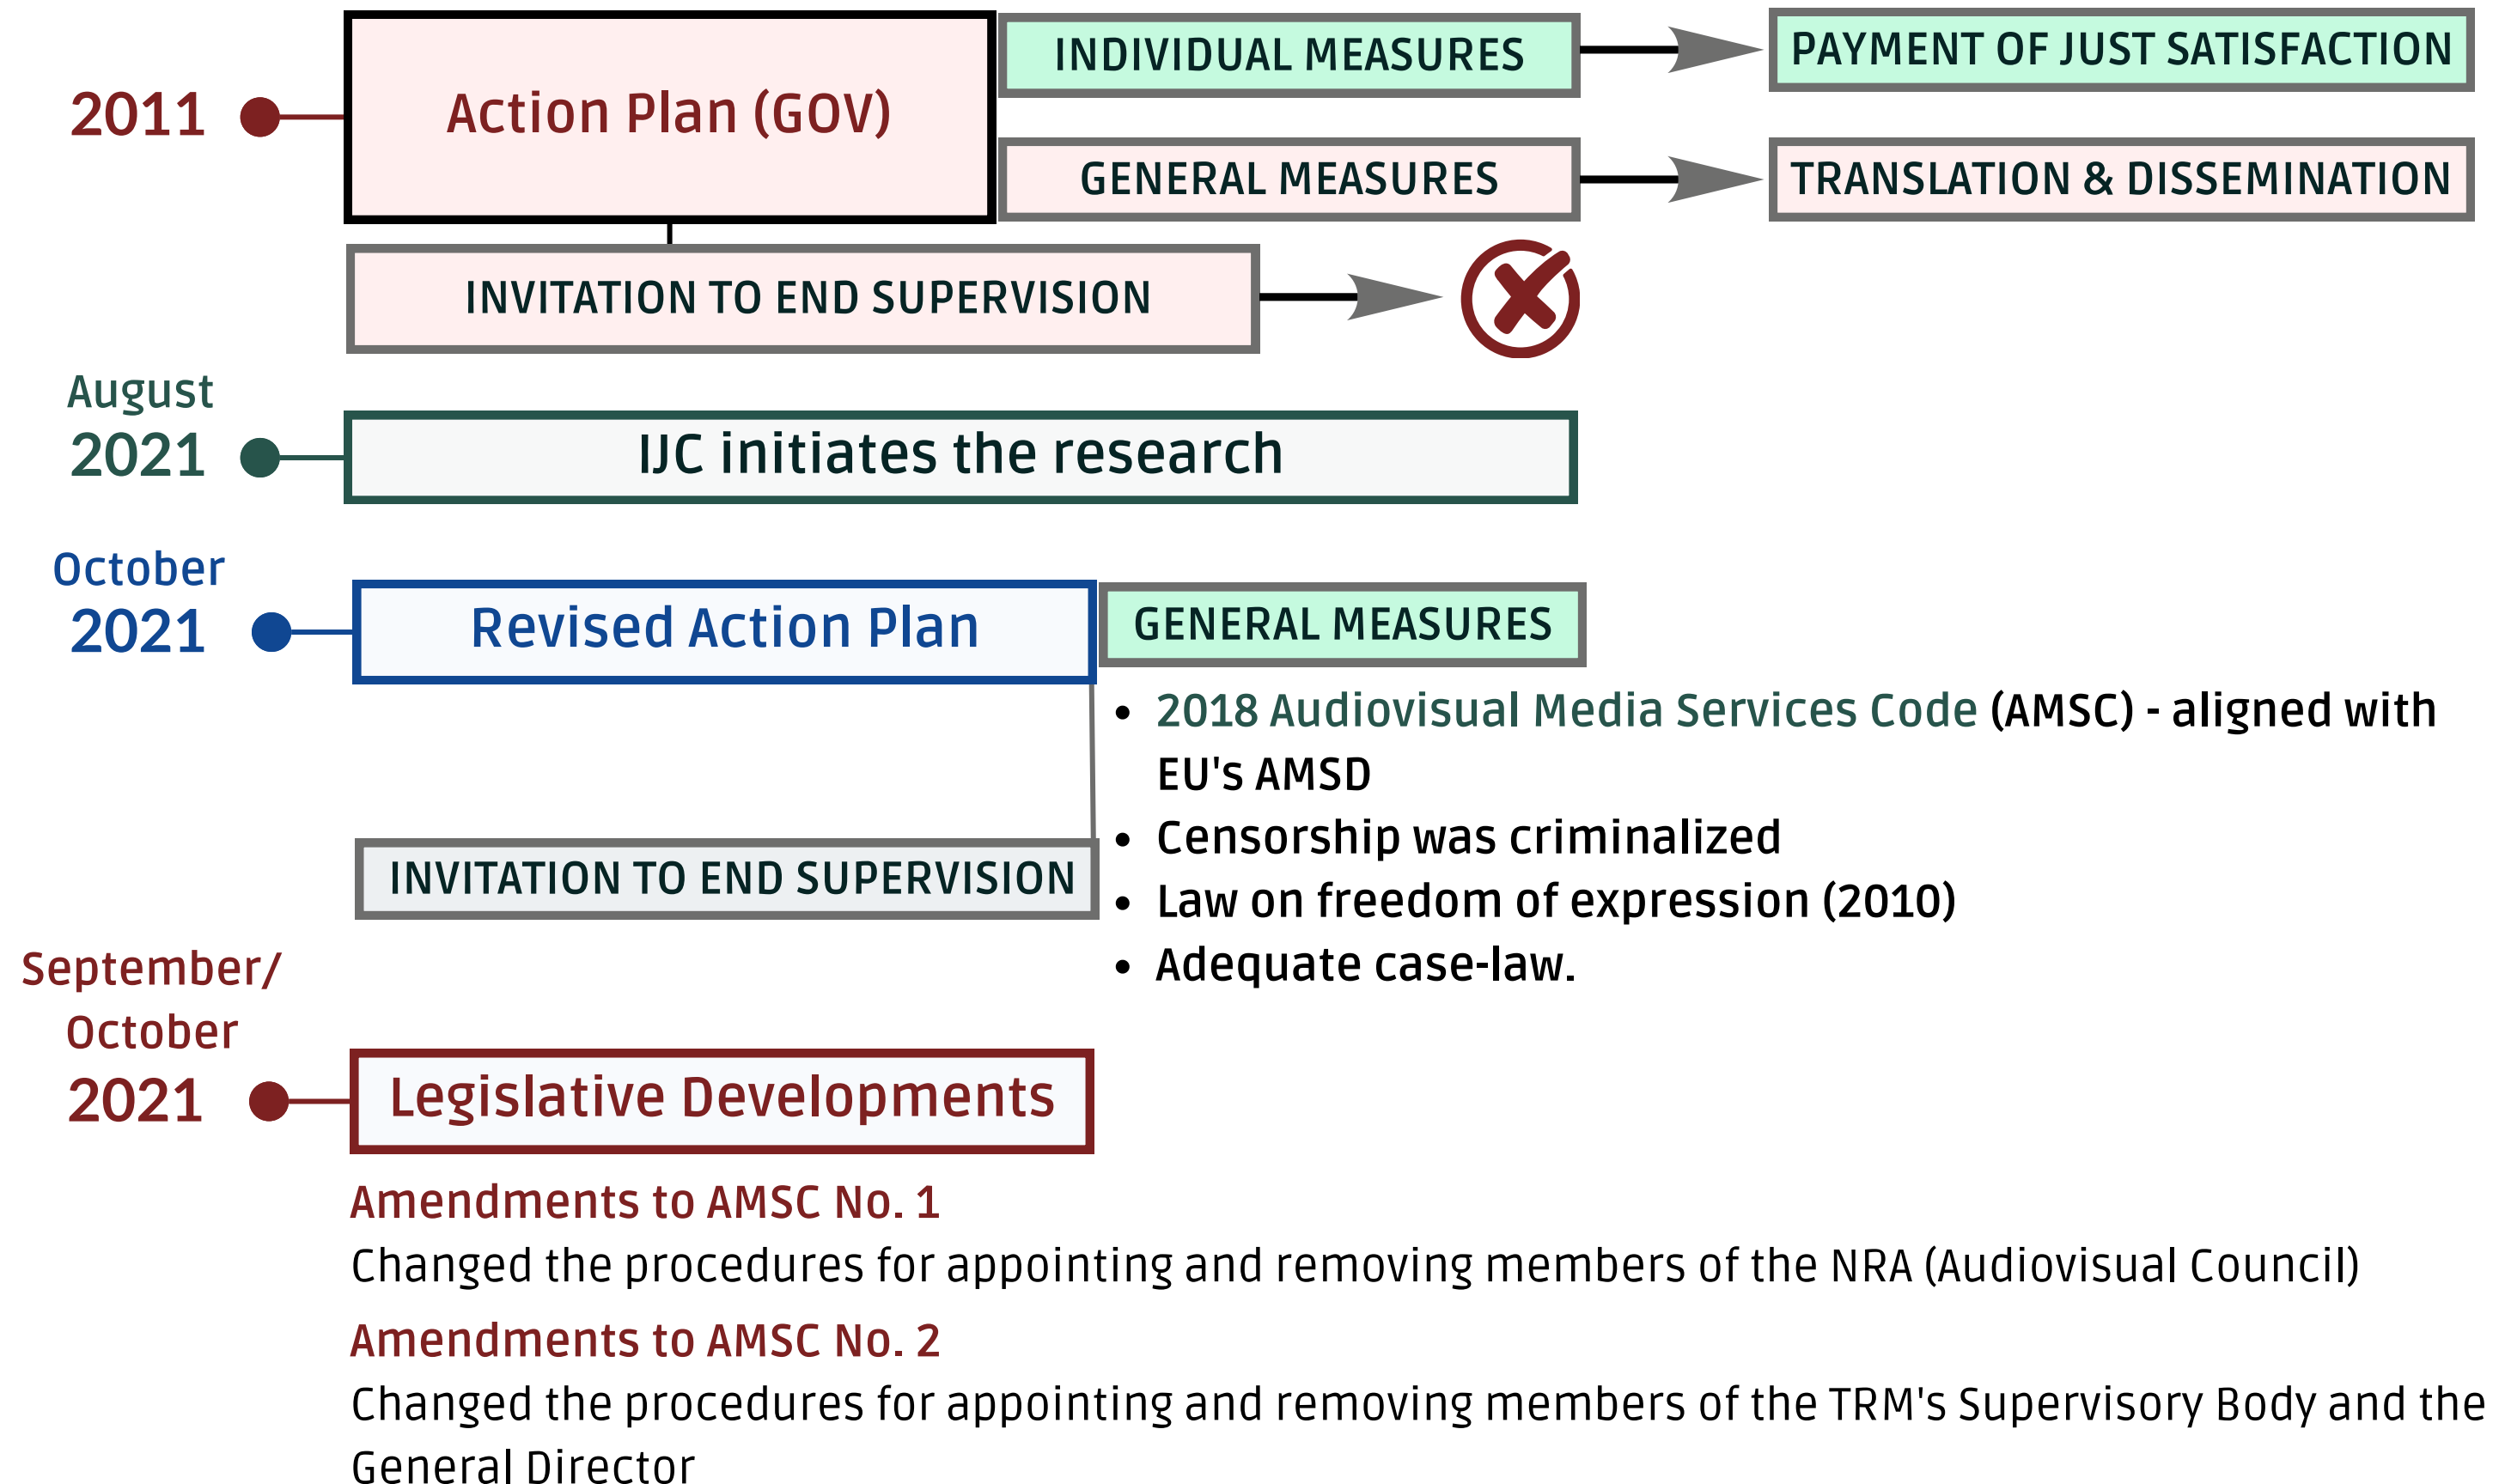 2011
Action Plan (GOV)
INDIVIDUAL MEASURES
PAYMENT OF JUST SATISFACTION
GENERAL MEASURES
TRANSLATION & DISSEMINATION
INVITATION TO END SUPERVISION
August
2021
IJC initiates the research
October
2021
Revised Action Plan
GENERAL MEASURES
• 2018 Audiovisual Media Services Code (AMSC) - aligned with
EU's AMSD
• Censorship was criminalized
• Law on freedom of expression (2010)
• Adequate case-law.
INVITATION TO END SUPERVISION
September/
October
2021
Legislative Developments
Amendments to AMSC No. 1
Changed the procedures for appointing and removing members of the NRA (Audiovisual Council)
Amendments to AMSC No. 2
Changed the procedures for appointing and removing members of the TRM's Supervisory Body and the
General Director